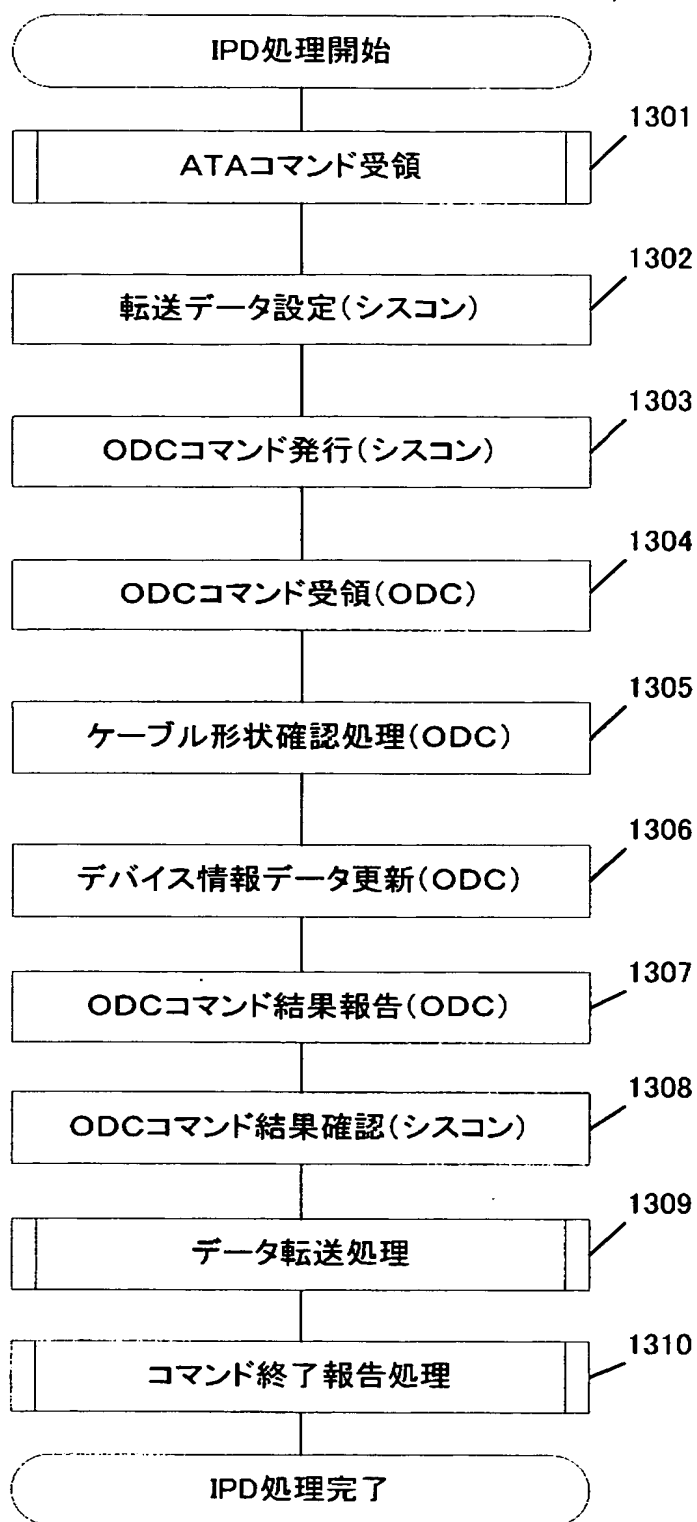 IPD処理開始
1301
ATAコマンド受領
1302
転送データ設定(シスコン)
1303
ODCコマンド発行(シスコン)
1304
ODCコマンド受領(ODC)
1305
ケーブル形状確認処理(ODC)
1306
デバイス情報データ更新(ODC)
1307
ODCコマンド結果報告(ODC)
1308
ODCコマンド結果確認(シスコン)
1309
データ転送処理
1310
コマンド終了報告処理
IPD処理完了